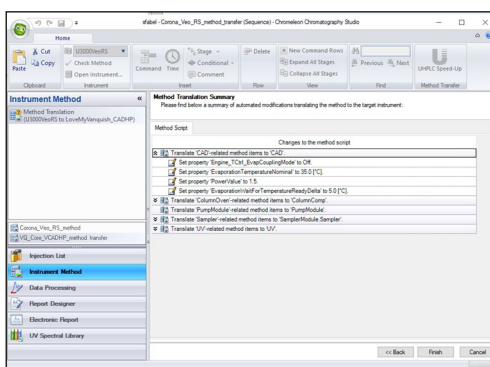 sfabel - Corona_Veo_RS_method_transfer (Sequence) - Chromeleon Chromatography Studio
Home
Paste
Cut
Copy
Clipboard
U3000VeoRS
Check Method
Open Instrument...
Instrument
Command
Time
Stage
Conditional
Comment
Insert
Delete
Row
New Command Rows
Expand All Stages
Collapse All Stages
View
Previous
Next
Find
UHPLC Speed-Up
Method Transfer
Instrument Method
Method Translation
(U3000VeoRS to LoveMyVanquish_CADHP)
Corona_Veo_RS_method
VQ_Core_VCADHP_method transfer
Injection List
Instrument Method
Data Processing
Report Designer
Electronic Report
UV Spectral Library
Method Translation Summary
Please find below a summary of automated modifications translating the method to the target instrument:
Method Script
Changes to the method script
Translate 'CAD'-related method items to 'CAD'.
Set property 'Engine_TCtrl_EvapCouplingMode' to Off.
Set property 'EvaporationTemperatureNominal' to 35.0 [°C].
Set property 'PowerValue' to 1.5.
Set property 'EvaporationWaitForTemperatureReadyDelta' to 5.0 [°C].
Translate 'ColumnOven'-related method items to 'ColumnComp'.
Translate 'PumpModule'-related method items to 'PumpModule'.
Translate 'Sampler'-related method items to 'SamplerModule.Sampler'.
Translate 'UV'-related method items to 'UV'.
<< Back
Finish
Cancel